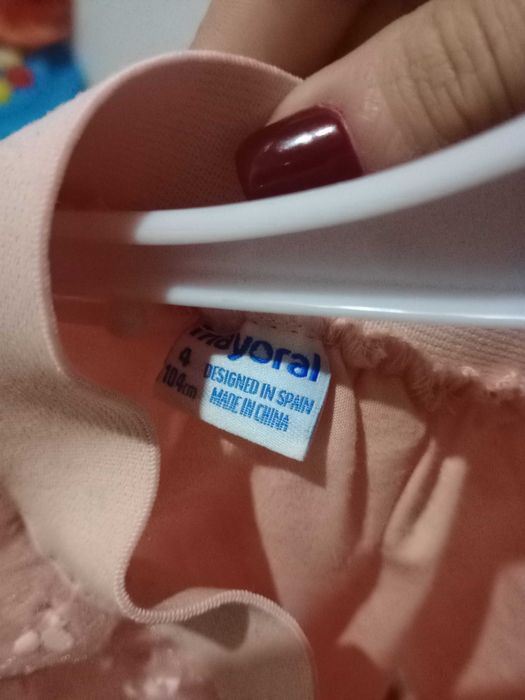 mayoral
4
104cm
DESIGNED IN SPAIN
MADE IN CHINA